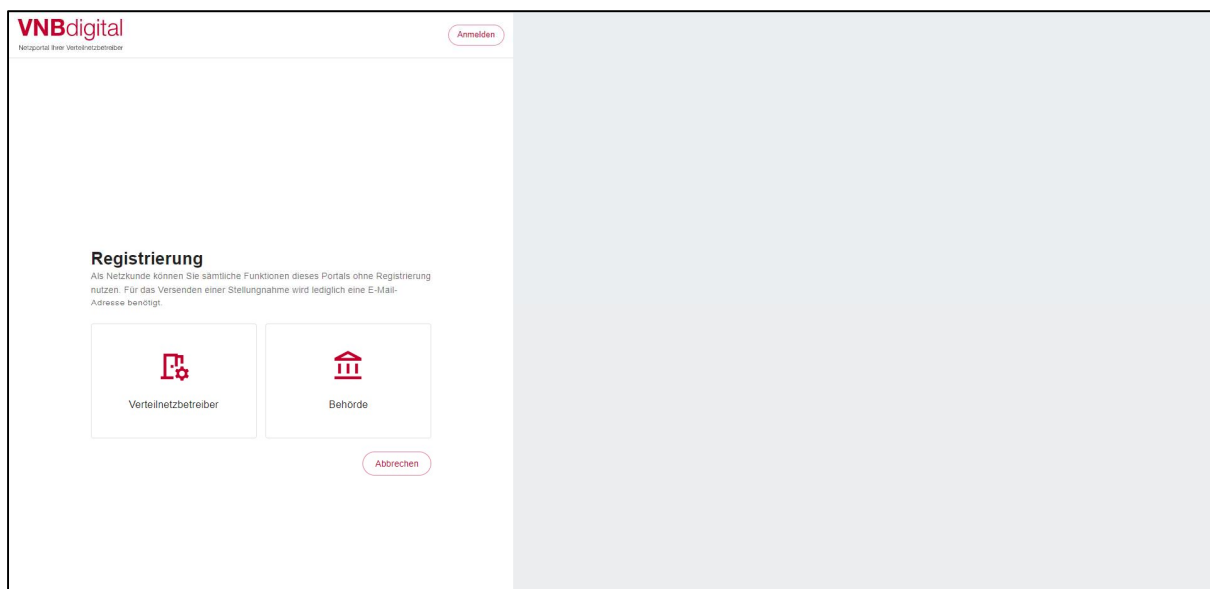 VNBdigital
Netzportal Ihrer Verteilnetzbetreiber
Anmelden
Registrierung
Als Netzkunde können Sie sämtliche Funktionen dieses Portals ohne Registrierung
nutzen. Für das Versenden einer Stellungnahme wird lediglich eine E-Mail-
Adresse benötigt.
Verteilnetzbetreiber
Behörde
Abbrechen